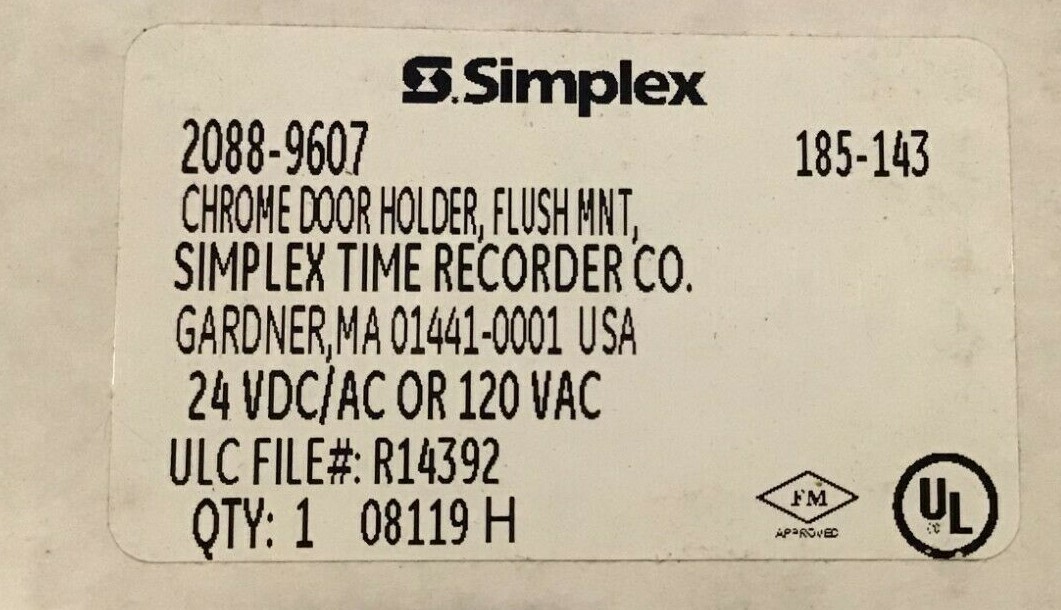 Simplex
2088-9607 185-143
CHROME DOOR HOLDER, FLUSH MNT,
SIMPLEX TIME RECORDER CO.
GARDNER,MA 01441-0001 USA
24 VDC/AC OR 120 VAC
ULC FILE#: R14392
QTY: 1 08119 H
FM
APPROVED
UL